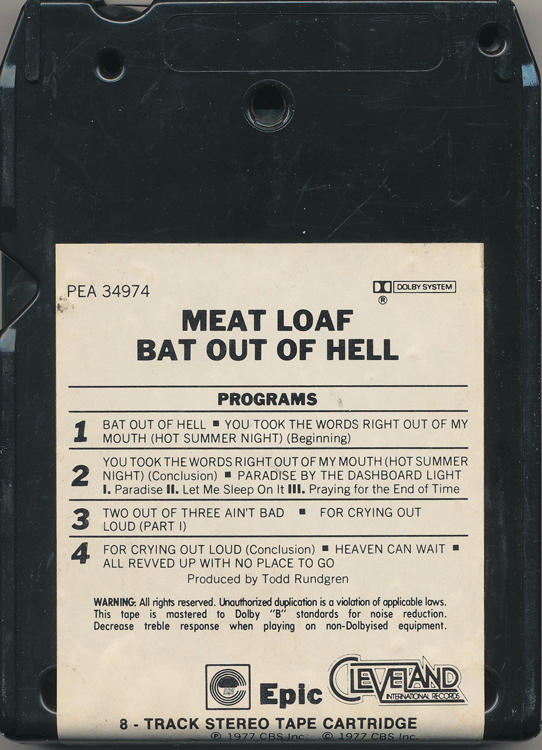 PEA 34974
DOLBY SYSTEM
®
MEAT LOAF
BAT OUT OF HELL
PROGRAMS
1 BAT OUT OF HELL ■ YOU TOOK THE WORDS RIGHT OUT OF MY
MOUTH (HOT SUMMER NIGHT) (Beginning)
2 YOU TOOK THE WORDS RIGHT OUT OF MY MOUTH (HOT SUMMER
NIGHT) (Conclusion) ■ PARADISE BY THE DASHBOARD LIGHT
I. Paradise II. Let Me Sleep On It III. Praying for the End of Time
3 TWO OUT OF THREE AIN'T BAD ■ FOR CRYING OUT
LOUD (PART I)
4 FOR CRYING OUT LOUD (Conclusion) ■ HEAVEN CAN WAIT ■
ALL REVVED UP WITH NO PLACE TO GO
Produced by Todd Rundgren
WARNING: All rights reserved. Unauthorized duplication is a violation of applicable laws.
This tape is mastered to Dolby "B" standards for noise reduction.
Decrease treble response when playing on non-Dolbyised equipment.
Epic
CLEVELAND
INTERNATIONAL RECORDS
8 - TRACK STEREO TAPE CARTRIDGE
℗ 1977 CBS Inc. © 1977 CBS Inc.